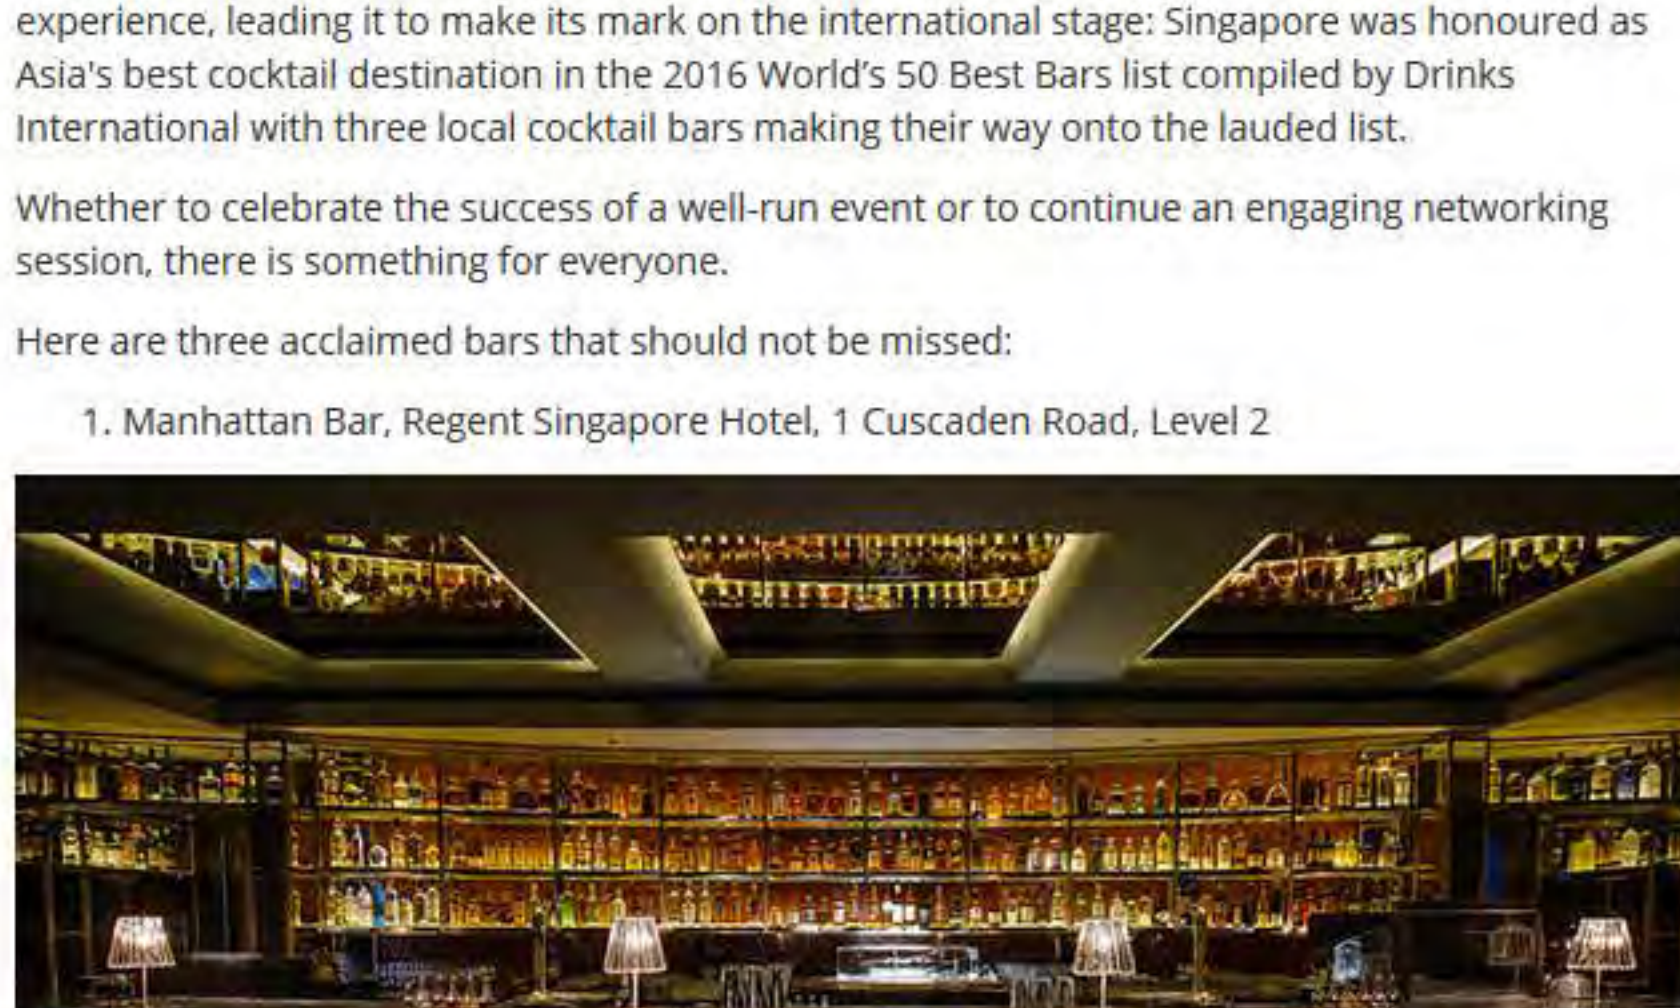 experience, leading it to make its mark on the international stage: Singapore was honoured as
Asia's best cocktail destination in the 2016 World’s 50 Best Bars list compiled by Drinks
International with three local cocktail bars making their way onto the lauded list.
Whether to celebrate the success of a well-run event or to continue an engaging networking
session, there is something for everyone.
Here are three acclaimed bars that should not be missed:
1. Manhattan Bar, Regent Singapore Hotel, 1 Cuscaden Road, Level 2